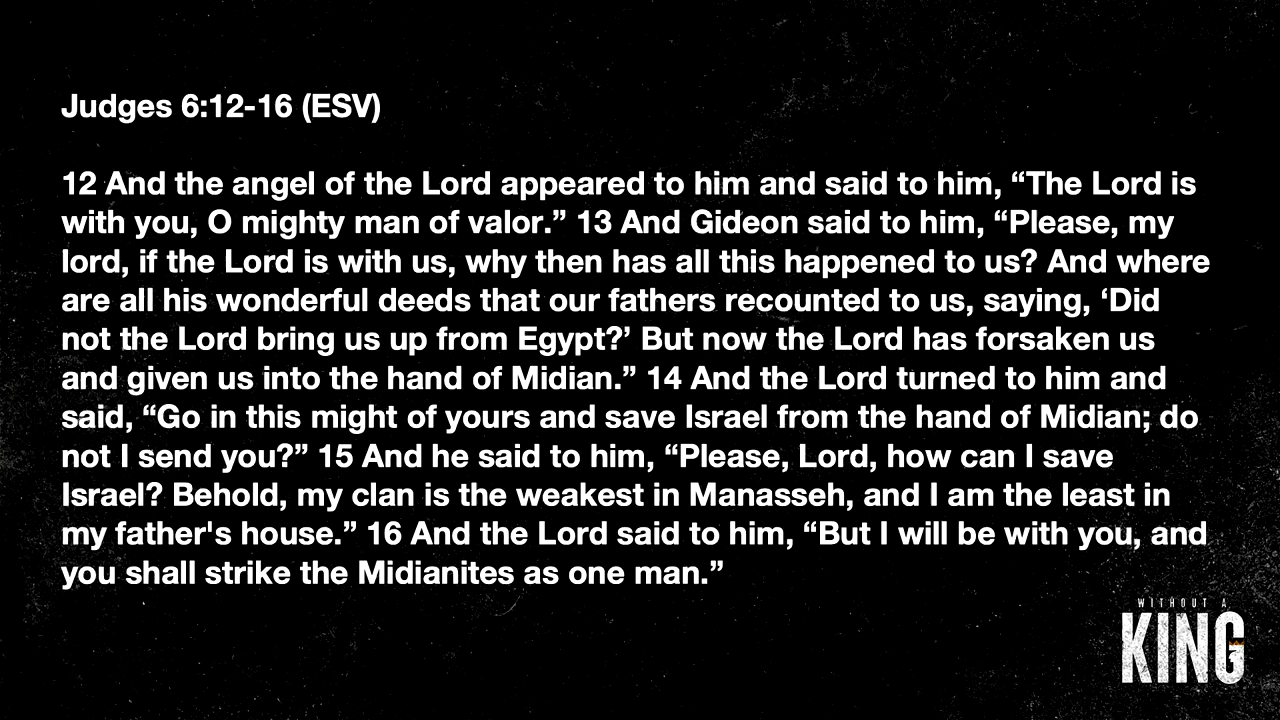 Judges 6:12-16 (ESV)
12 And the angel of the Lord appeared to him and said to him, “The Lord is
with you, O mighty man of valor.” 13 And Gideon said to him, “Please, my
lord, if the Lord is with us, why then has all this happened to us? And where
are all his wonderful deeds that our fathers recounted to us, saying, ‘Did
not the Lord bring us up from Egypt?’ But now the Lord has forsaken us
and given us into the hand of Midian.” 14 And the Lord turned to him and
said, “Go in this might of yours and save Israel from the hand of Midian; do
not I send you?” 15 And he said to him, “Please, Lord, how can I save
Israel? Behold, my clan is the weakest in Manasseh, and I am the least in
my father's house.” 16 And the Lord said to him, “But I will be with you, and
you shall strike the Midianites as one man.”
WITHOUT A
KING